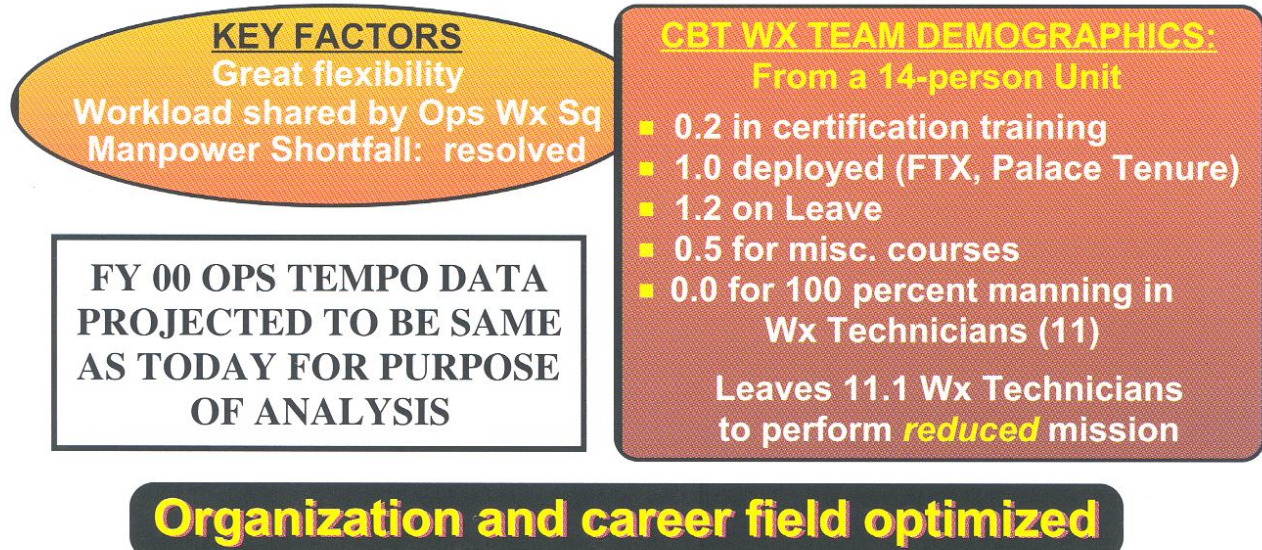 KEY FACTORS
Great flexibility
Workload shared by Ops Wx Sq
Manpower Shortfall: resolved
FY 00 OPS TEMPO DATA
PROJECTED TO BE SAME
AS TODAY FOR PURPOSE
OF ANALYSIS
CBT WX TEAM DEMOGRAPHICS:
From a 14-person Unit
0.2 in certification training
1.0 deployed (FTX, Palace Tenure)
1.2 on Leave
0.5 for misc. courses
0.0 for 100 percent manning in
Wx Technicians (11)
Leaves 11.1 Wx Technicians
to perform reduced mission
Organization and career field optimized